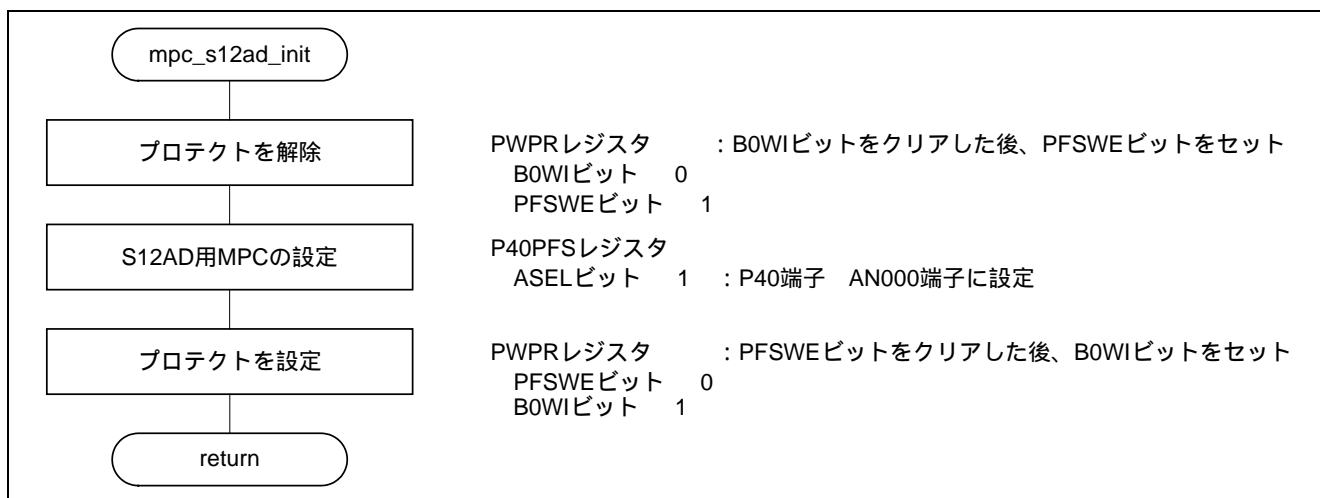 mpc_s12ad_init
プロテクトを解除
PWPRレジスタ :B0WIビットをクリアした後、PFSWEビットをセット
B0WIビット 0
PFSWEビット 1
S12AD用MPCの設定
P40PFSレジスタ
ASELビット 1 :P40端子 AN000端子に設定
プロテクトを設定
PWPRレジスタ :PFSWEビットをクリアした後、B0WIビットをセット
PFSWEビット 0
B0WIビット 1
return